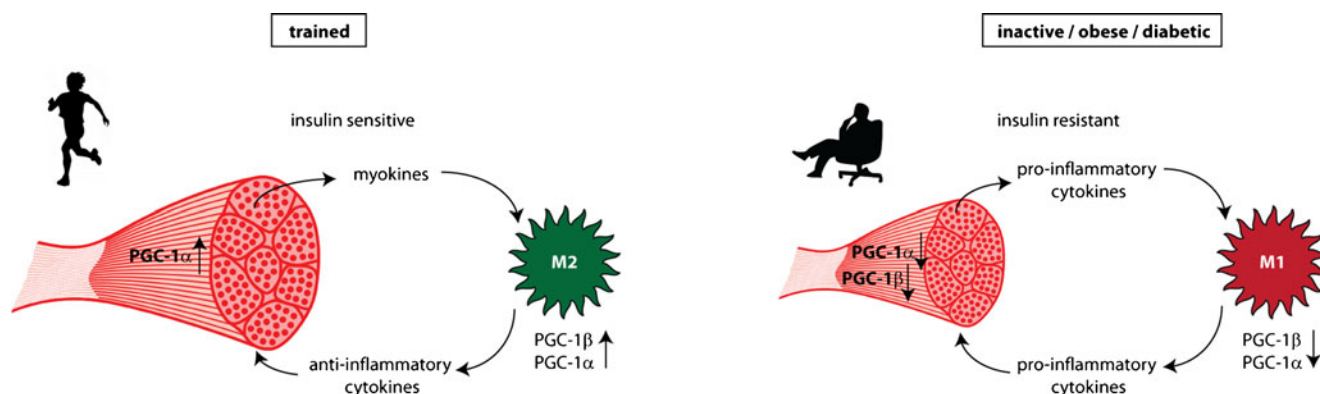 trained
insulin sensitive
myokines
PGC-1α
M2
PGC-1β
PGC-1α
anti-inflammatory
cytokines
inactive / obese / diabetic
insulin resistant
pro-inflammatory
cytokines
PGC-1α
PGC-1β
M1
PGC-1β
PGC-1α
pro-inflammatory
cytokines